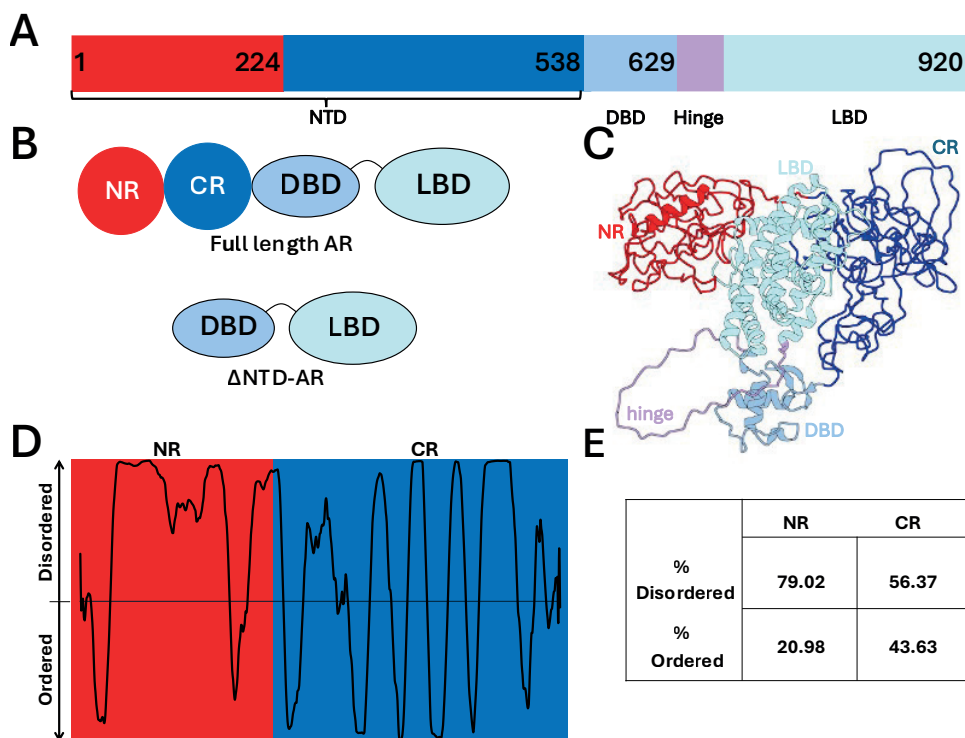 A
1 224 538 629 920
NTD DBD Hinge LBD
B
NR CR DBD LBD
Full length AR
DBD LBD
ΔNTD-AR
C
CR
LBD
NR
hinge
DBD
D
NR CR
Disordered
Ordered
E
NR CR
%
Disordered
79.02 56.37
%
Ordered
20.98 43.63